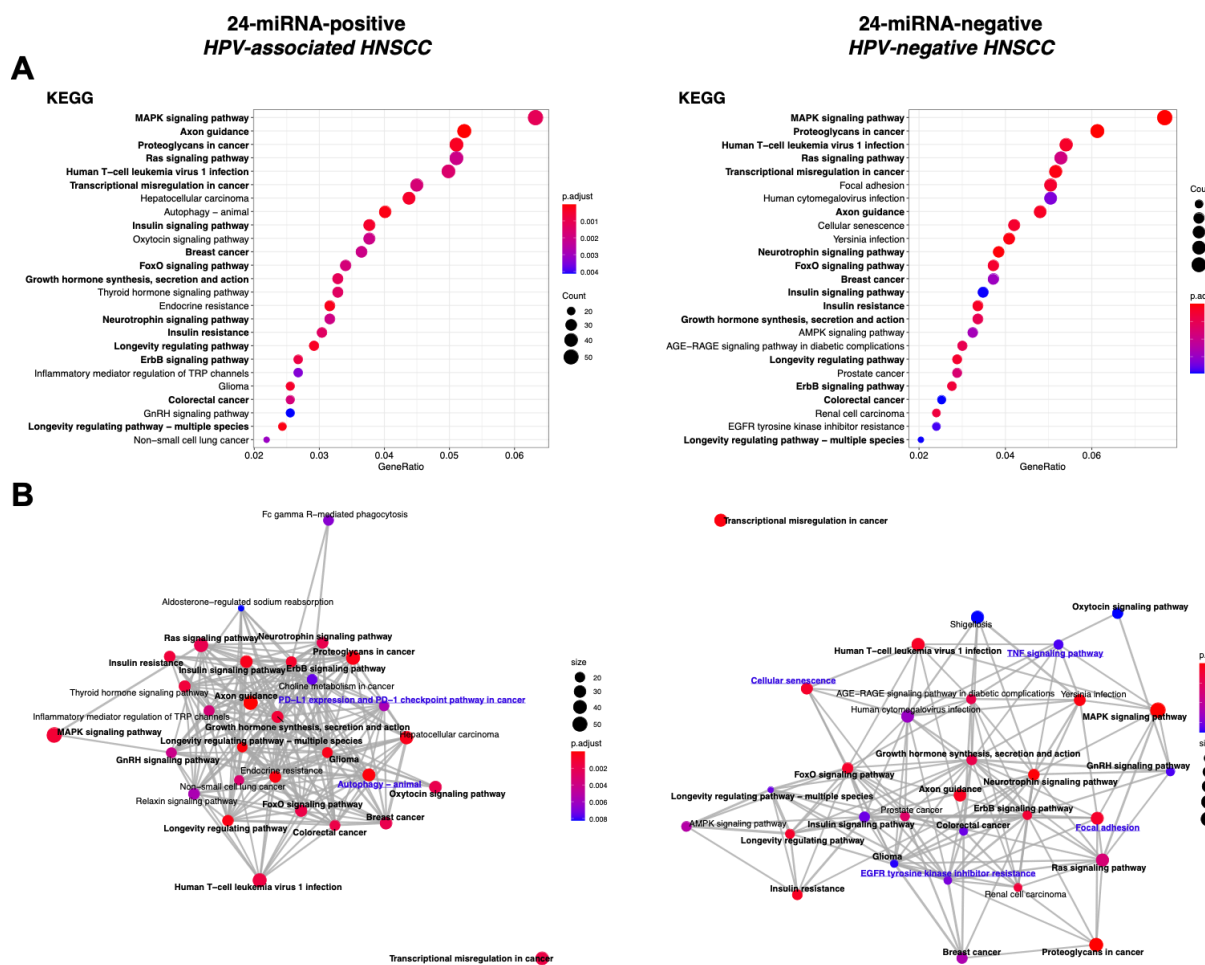 24-miRNA-positive
HPV-associated HNSCC
24-miRNA-negative
HPV-negative HNSCC
A
KEGG
MAPK signaling pathway
Axon guidance
Proteoglycans in cancer
Ras signaling pathway
Human T−cell leukemia virus 1 infection
Transcriptional misregulation in cancer
Hepatocellular carcinoma
Autophagy − animal
Insulin signaling pathway
Oxytocin signaling pathway
Breast cancer
FoxO signaling pathway
Growth hormone synthesis, secretion and action
Thyroid hormone signaling pathway
Endocrine resistance
Neurotrophin signaling pathway
Insulin resistance
Longevity regulating pathway
ErbB signaling pathway
Inflammatory mediator regulation of TRP channels
Glioma
Colorectal cancer
GnRH signaling pathway
Longevity regulating pathway − multiple species
Non−small cell lung cancer
0.02 0.03 0.04 0.05 0.06
GeneRatio
p.adjust
0.001
0.002
0.003
0.004
Count
20
30
40
50
KEGG
MAPK signaling pathway
Proteoglycans in cancer
Human T−cell leukemia virus 1 infection
Ras signaling pathway
Transcriptional misregulation in cancer
Focal adhesion
Human cytomegalovirus infection
Axon guidance
Cellular senescence
Yersinia infection
Neurotrophin signaling pathway
FoxO signaling pathway
Breast cancer
Insulin signaling pathway
Insulin resistance
Growth hormone synthesis, secretion and action
AMPK signaling pathway
AGE−RAGE signaling pathway in diabetic complications
Longevity regulating pathway
Prostate cancer
ErbB signaling pathway
Colorectal cancer
Renal cell carcinoma
EGFR tyrosine kinase inhibitor resistance
Longevity regulating pathway − multiple species
0.02 0.04 0.06
GeneRatio
B
Fc gamma R−mediated phagocytosis
Aldosterone−regulated sodium reabsorption
Ras signaling pathway
Neurotrophin signaling pathway
Proteoglycans in cancer
Insulin resistance
Insulin signaling pathway
ErbB signaling pathway
Choline metabolism in cancer
Thyroid hormone signaling pathway
Axon guidance
PD−L1 expression and PD−1 checkpoint pathway in cancer
Inflammatory mediator regulation of TRP channels
Growth hormone synthesis, secretion and action
MAPK signaling pathway
Hepatocellular carcinoma
Longevity regulating pathway − multiple species
GnRH signaling pathway
Glioma
Endocrine resistance
Autophagy − animal
Non−small cell lung cancer
Oxytocin signaling pathway
Relaxin signaling pathway
FoxO signaling pathway
Breast cancer
Longevity regulating pathway
Colorectal cancer
Human T−cell leukemia virus 1 infection
Transcriptional misregulation in cancer
size
20
30
40
50
p.adjust
0.002
0.004
0.006
0.008
Transcriptional misregulation in cancer
Oxytocin signaling pathway
Shigellosis
Human T−cell leukemia virus 1 infection
TNF signaling pathway
Cellular senescence
AGE−RAGE signaling pathway in diabetic complications
Yersinia infection
Human cytomegalovirus infection
MAPK signaling pathway
Growth hormone synthesis, secretion and action
GnRH signaling pathway
FoxO signaling pathway
Neurotrophin signaling pathway
Axon guidance
Longevity regulating pathway − multiple species
Prostate cancer
ErbB signaling pathway
AMPK signaling pathway
Insulin signaling pathway
Colorectal cancer
Focal adhesion
Longevity regulating pathway
Glioma
Ras signaling pathway
EGFR tyrosine kinase inhibitor resistance
Insulin resistance
Renal cell carcinoma
Breast cancer
Proteoglycans in cancer